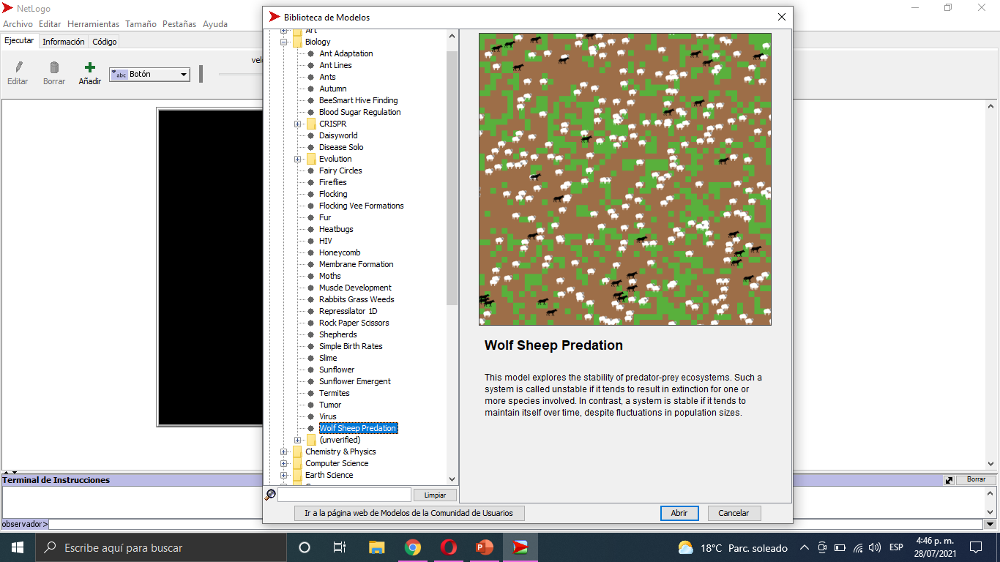 NetLogo
Archivo Editar Herramientas Tamaño Pestañas Ayuda
Ejecutar Información Código
Editar Borrar Añadir
abc Botón
Biblioteca de Modelos
Art
Biology
Ant Adaptation
Ant Lines
Ants
Autumn
BeeSmart Hive Finding
Blood Sugar Regulation
CRISPR
Daisyworld
Disease Solo
Evolution
Fairy Circles
Fireflies
Flocking
Flocking Vee Formations
Fur
Heatbugs
HIV
Honeycomb
Membrane Formation
Moths
Muscle Development
Rabbits Grass Weeds
Repressilator 1D
Rock Paper Scissors
Shepherds
Simple Birth Rates
Slime
Sunflower
Sunflower Emergent
Termites
Tumor
Virus
Wolf Sheep Predation
(unverified)
Chemistry & Physics
Computer Science
Earth Science
Limpiar
Wolf Sheep Predation
This model explores the stability of predator-prey ecosystems. Such a
system is called unstable if it tends to result in extinction for one or
more species involved. In contrast, a system is stable if it tends to
maintain itself over time, despite fluctuations in population sizes.
Ir a la página web de Modelos de la Comunidad de Usuarios
Abrir Cancelar
Terminal de Instrucciones
Borrar
observador>
Escribe aquí para buscar
18°C Parc. soleado
ESP
4:46 p. m.
28/07/2021